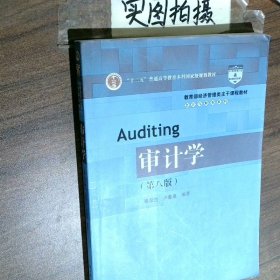 实图拍摄
"十二五"普通高等教育本科国家级规划教材
教育部经济管理类主干课程教材
Auditing
审计学
（第八版）
编著